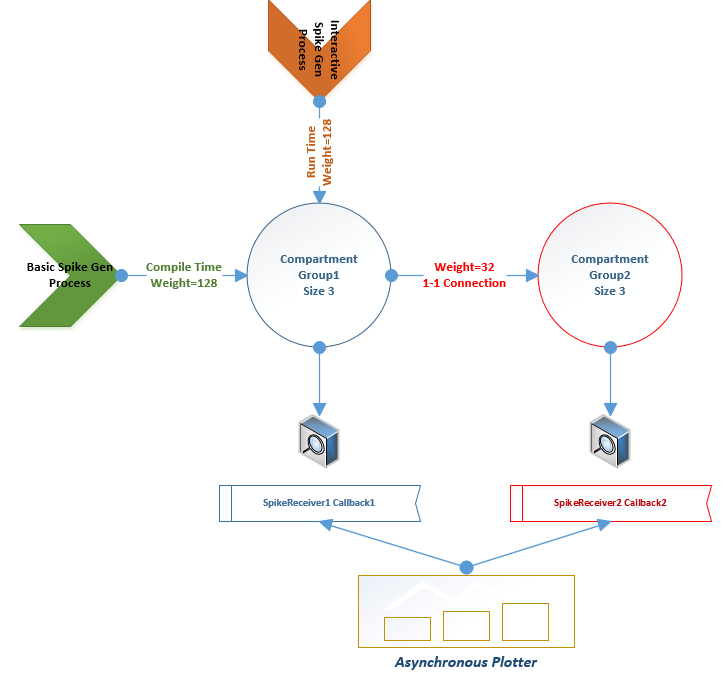 Interactive
Spike Gen
Process
Run Time
Weight=128
Basic Spike Gen
Process
Compile Time
Weight=128
Compartment
Group1
Size 3
Weight=32
1-1 Connection
Compartment
Group2
Size 3
SpikeReceiver1 Callback1
SpikeReceiver2 Callback2
Asynchronous Plotter